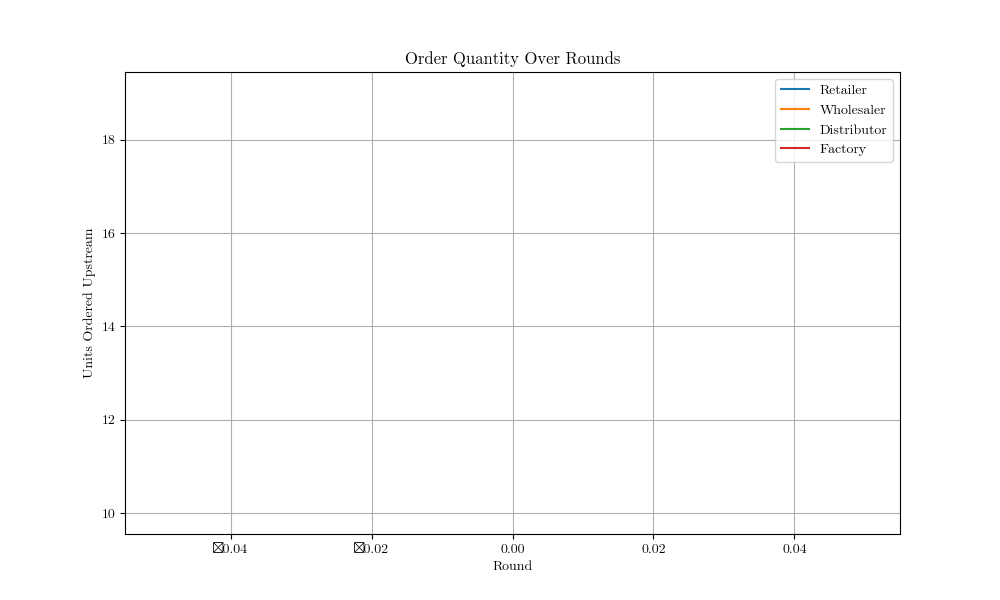 Order Quantity Over Rounds
Retailer
Wholesaler
Distributor
Factory
18
16
14
12
10
Units Ordered Upstream
☒0.04 ☒0.02 0.00 0.02 0.04
Round